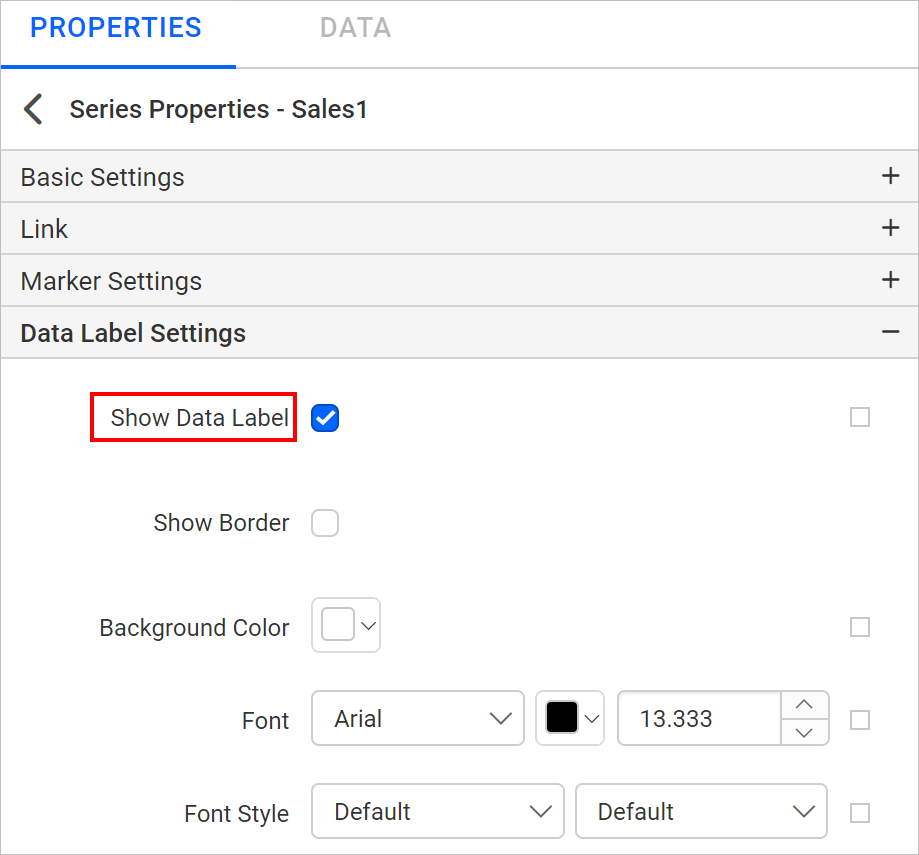 PROPERTIES DATA
Series Properties - Sales1
Basic Settings
Link
Marker Settings
Data Label Settings
Show Data Label
Show Border
Background Color
Font Arial 13.333
Font Style Default Default